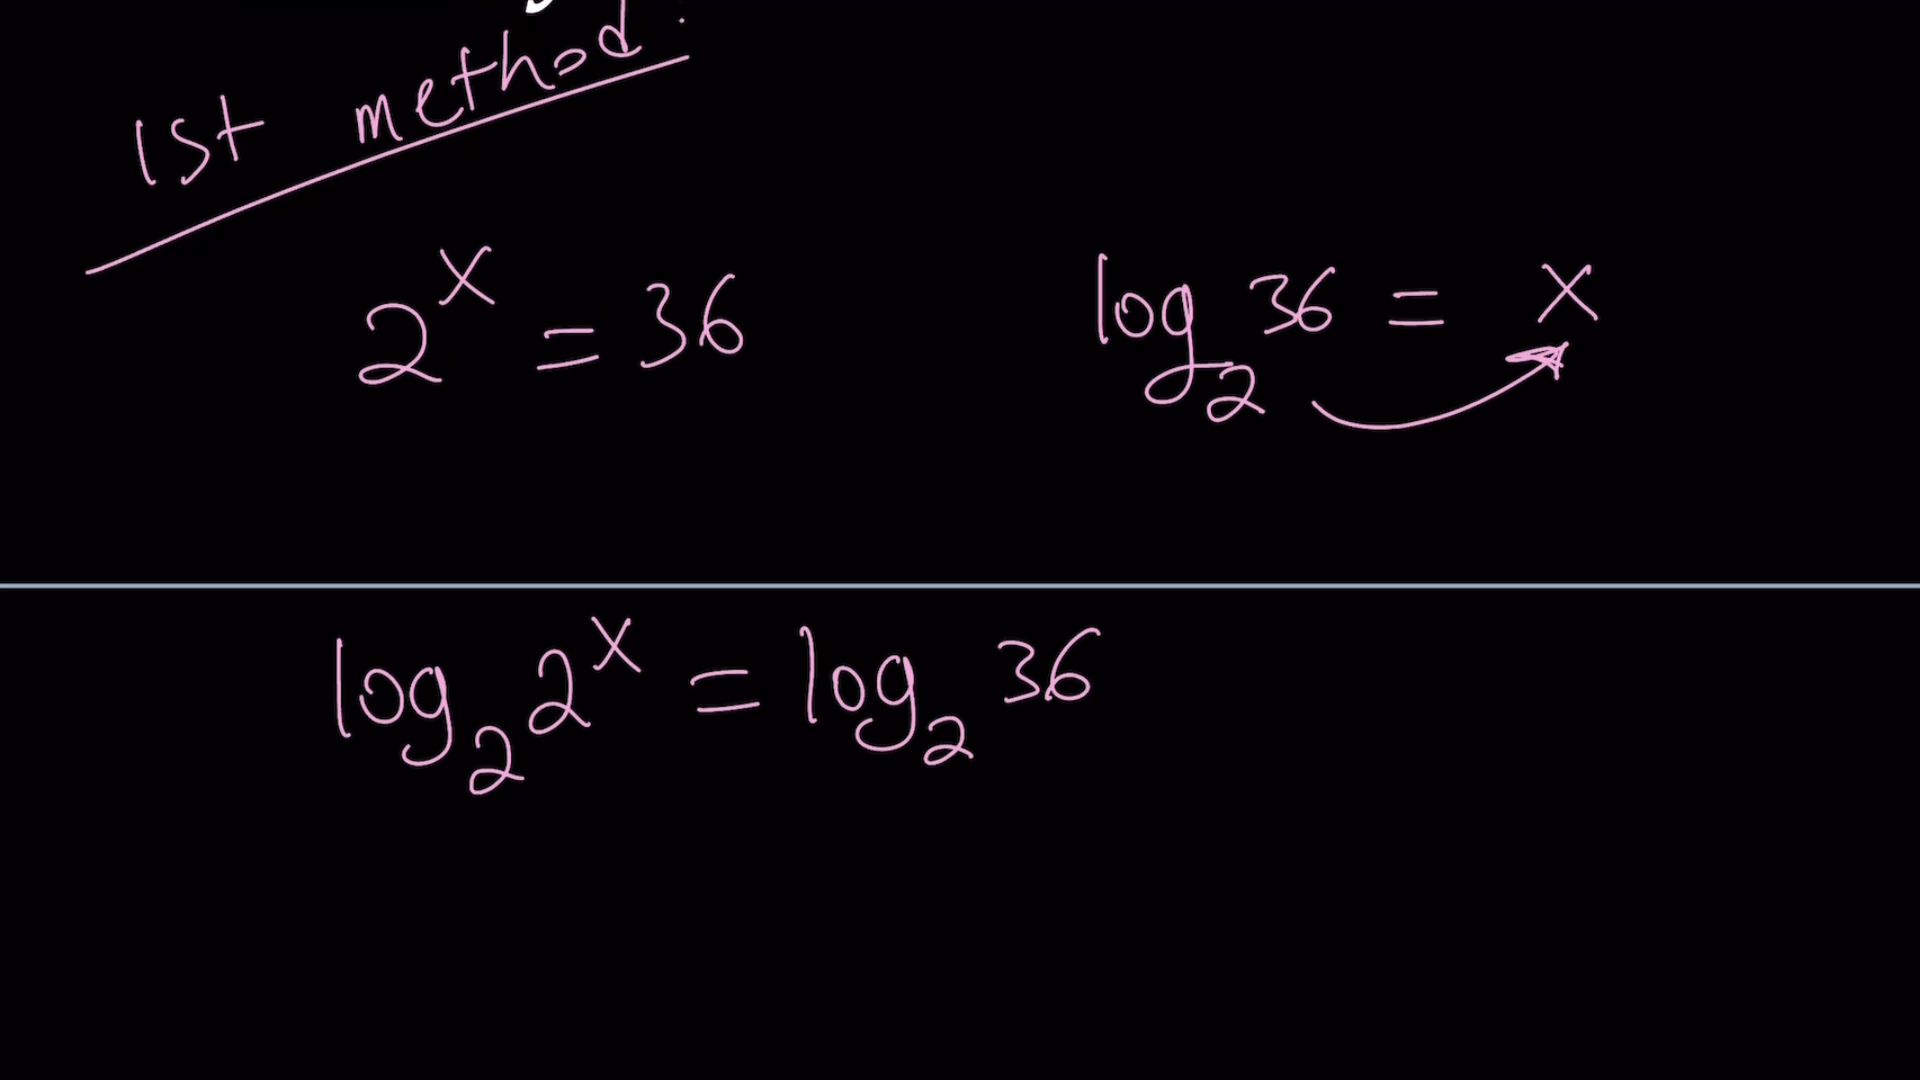 1st method:
2^x = 36
log_2 36 = x
log_2 2^x = log_2 36